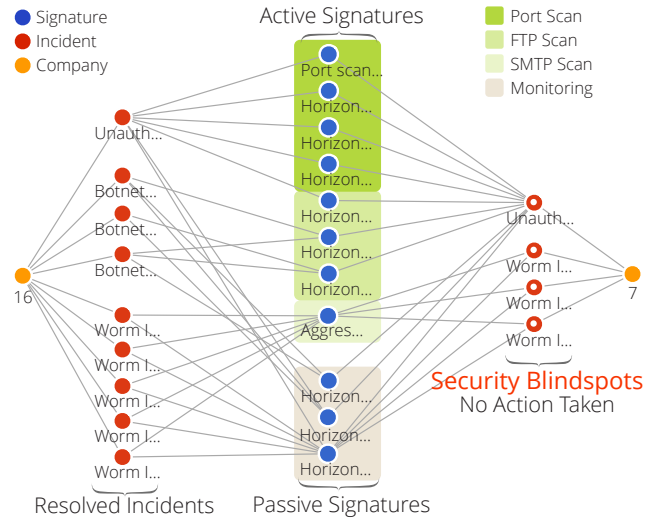 Signature
Incident
Company
Active Signatures
Port Scan
FTP Scan
SMTP Scan
Monitoring
Port scan...
Horizon...
Horizon...
Horizon...
Horizon...
Horizon...
Horizon...
Aggres...
Horizon...
Horizon...
Horizon...
Passive Signatures
Unauth...
Botnet...
Botnet...
Worm I...
Worm I...
Worm I...
Worm I...
Worm I...
Resolved Incidents
16
Unauth...
Worm I...
Worm I...
Worm I...
7
Security Blindspots
No Action Taken